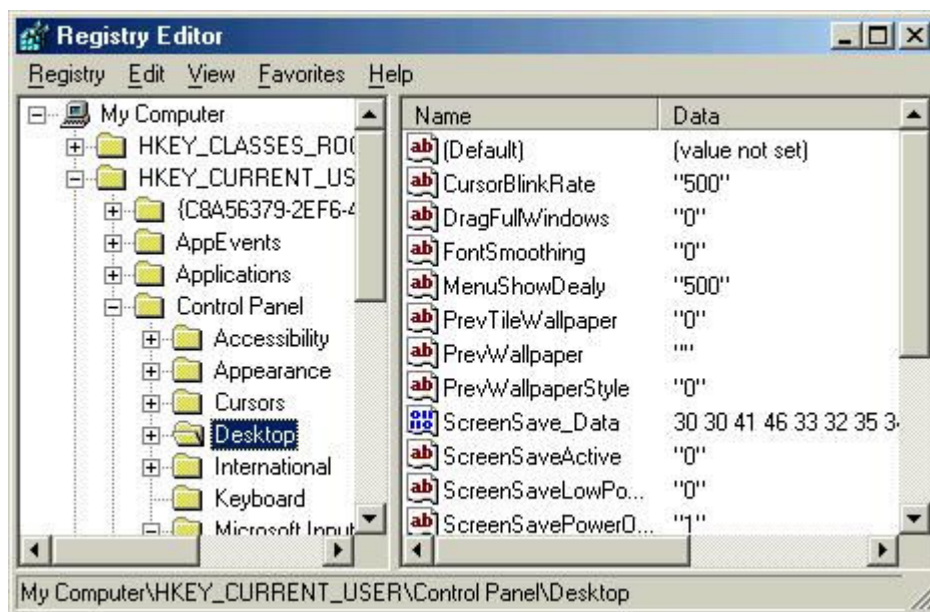 Registry Editor
Registry Edit View Favorites Help
My Computer
HKEY_CLASSES_ROO
HKEY_CURRENT_US
{C8A56379-2EF6-4
AppEvents
Applications
Control Panel
Accessibility
Appearance
Cursors
Desktop
International
Keyboard
Microsoft Input
Name Data
(Default) (value not set)
CursorBlinkRate "500"
DragFullWindows "0"
FontSmoothing "0"
MenuShowDealy "500"
PrevTileWallpaper "0"
PrevWallpaper ""
PrevWallpaperStyle "0"
ScreenSave_Data 30 30 41 46 33 32 35 3
ScreenSaveActive "0"
ScreenSaveLowPo... "0"
ScreenSavePowerO... "1"
My Computer\HKEY_CURRENT_USER\Control Panel\Desktop